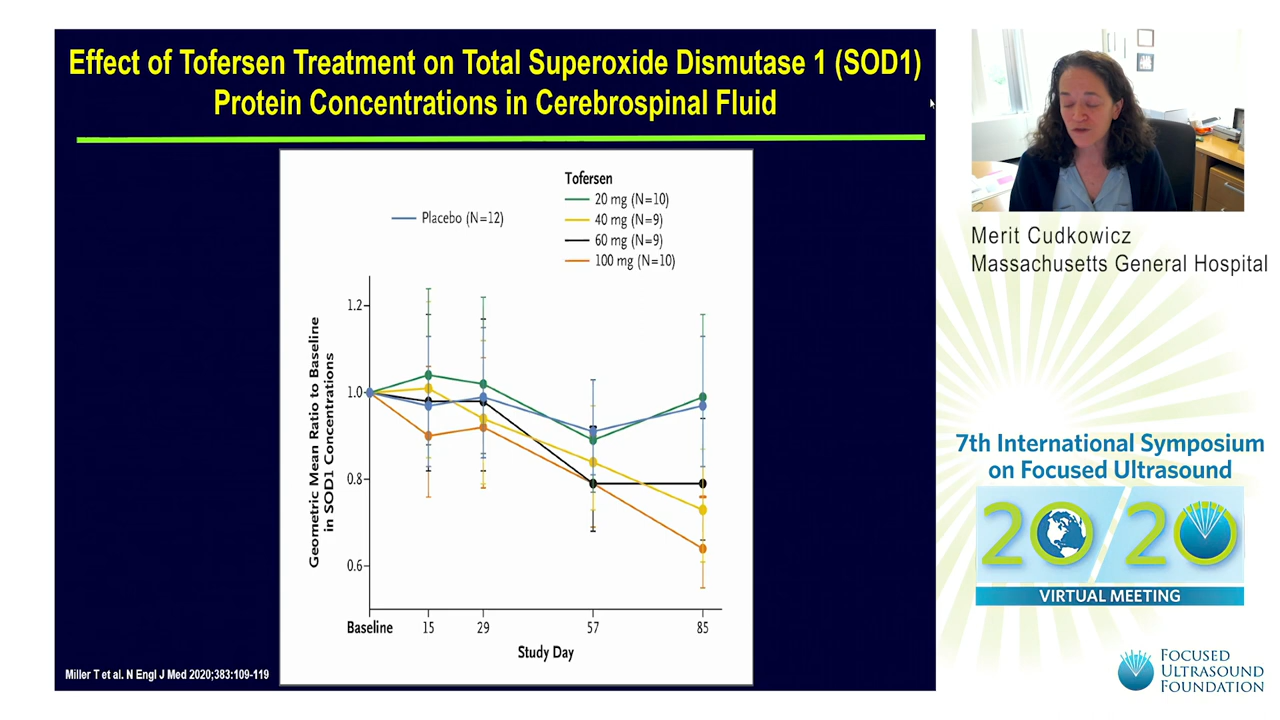 Effect of Tofersen Treatment on Total Superoxide Dismutase 1 (SOD1)
Protein Concentrations in Cerebrospinal Fluid
Tofersen
20 mg (N=10)
Placebo (N=12)
40 mg (N=9)
60 mg (N=9)
100 mg (N=10)
Geometric Mean Ratio to Baseline
in SOD1 Concentrations
1.2
1.0
0.8
0.6
Baseline 15 29 57 85
Study Day
Miller T et al. N Engl J Med 2020;383:109-119
Merit Cudkowicz
Massachusetts General Hospital
7th International Symposium
on Focused Ultrasound
20/20
VIRTUAL MEETING
FOCUSED
ULTRASOUND
FOUNDATION